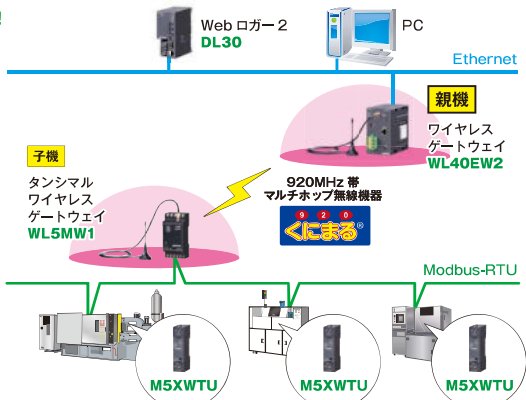 Web ロガー 2
DL30
PC
Ethernet
親機
ワイヤレス
ゲートウェイ
WL40EW2
子機
タンシマル
ワイヤレス
ゲートウェイ
WL5MW1
920MHz 帯
マルチホップ無線機器
9 2 0
くにまる®
Modbus-RTU
M5XWTU
M5XWTU
M5XWTU